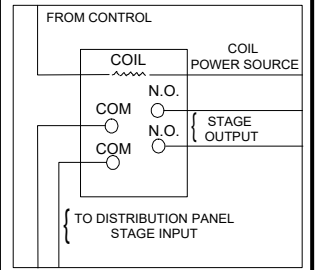 FROM CONTROL
COIL
COIL
POWER SOURCE
N.O.
COM
N.O.
STAGE
OUTPUT
COM
TO DISTRIBUTION PANEL
STAGE INPUT